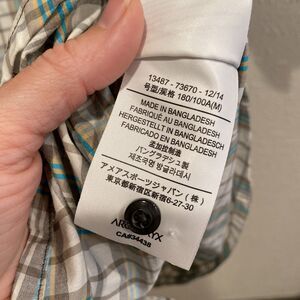 13487 - 73670 - 12/14
号型/规格 180/100A(M)
MADE IN BANGLADESH
FABRIQUÉ AU BANGLADESH
HERGESTELLT IN BANGLADESCH
FABRICADO EN BANGLADESH
孟加拉制造
バングラデシュ製
제조국명 방글라데시
アメアスポーツジャパン(株)
東京都新宿区新宿6-27-30
CA#34438